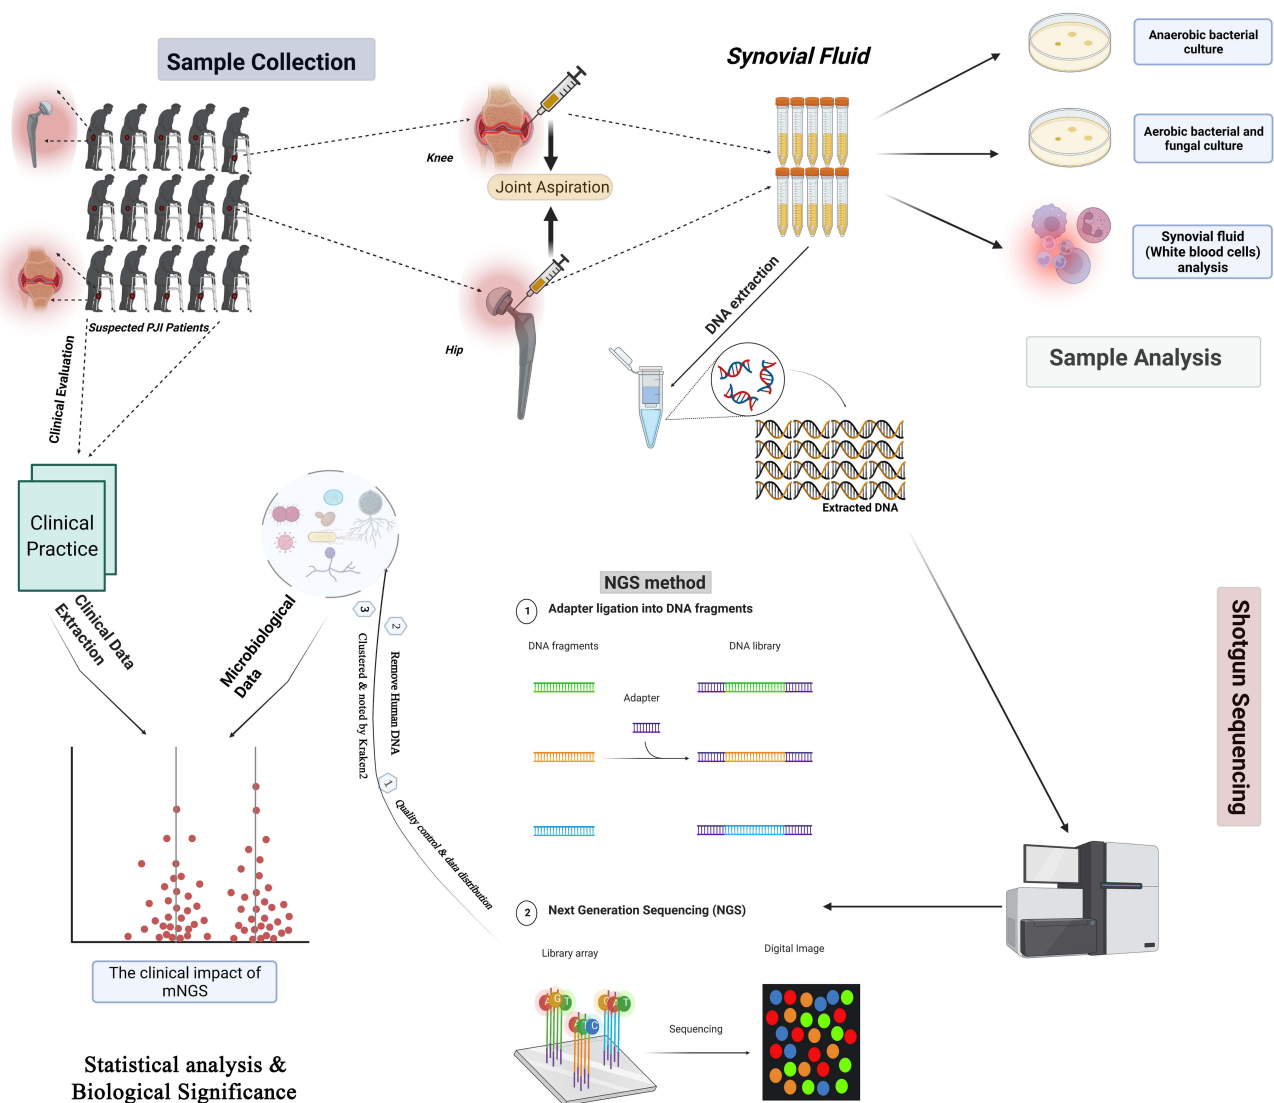 Sample Collection
Synovial Fluid
Anaerobic bacterial
culture
Aerobic bacterial and
fungal culture
Synovial fluid
(White blood cells)
analysis
Sample Analysis
Knee
Joint Aspiration
Hip
Suspected PJI Patients
Clinical Evaluation
DNA extraction
Extracted DNA
Clinical
Practice
Clinical Data
Extraction
Microbiological
Data
NGS method
1
Adapter ligation into DNA fragments
DNA fragments
DNA library
Adapter
Shotgun Sequencing
3
Clustered & noted by Kraken2
2
Remove Human DNA
1
Quality control & data distribution
2
Next Generation Sequencing (NGS)
Library array
Digital Image
A G T
G A T
A T C
Sequencing
The clinical impact of
mNGS
Statistical analysis &
Biological Significance